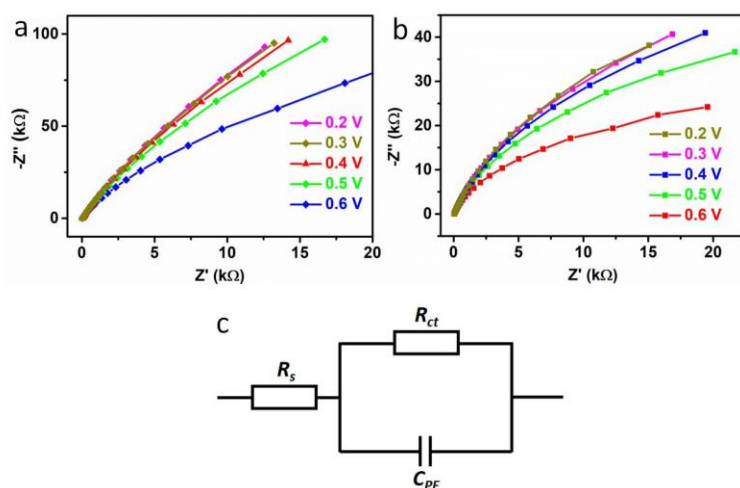 a
-Z'' (kΩ)
100
50
0
0.2 V
0.3 V
0.4 V
0.5 V
0.6 V
0 5 10 15 20
Z' (kΩ)
b
-Z'' (kΩ)
40
30
20
10
0
0.2 V
0.3 V
0.4 V
0.5 V
0.6 V
0 5 10 15 20
Z' (kΩ)
c
Rct
Rs
CPE